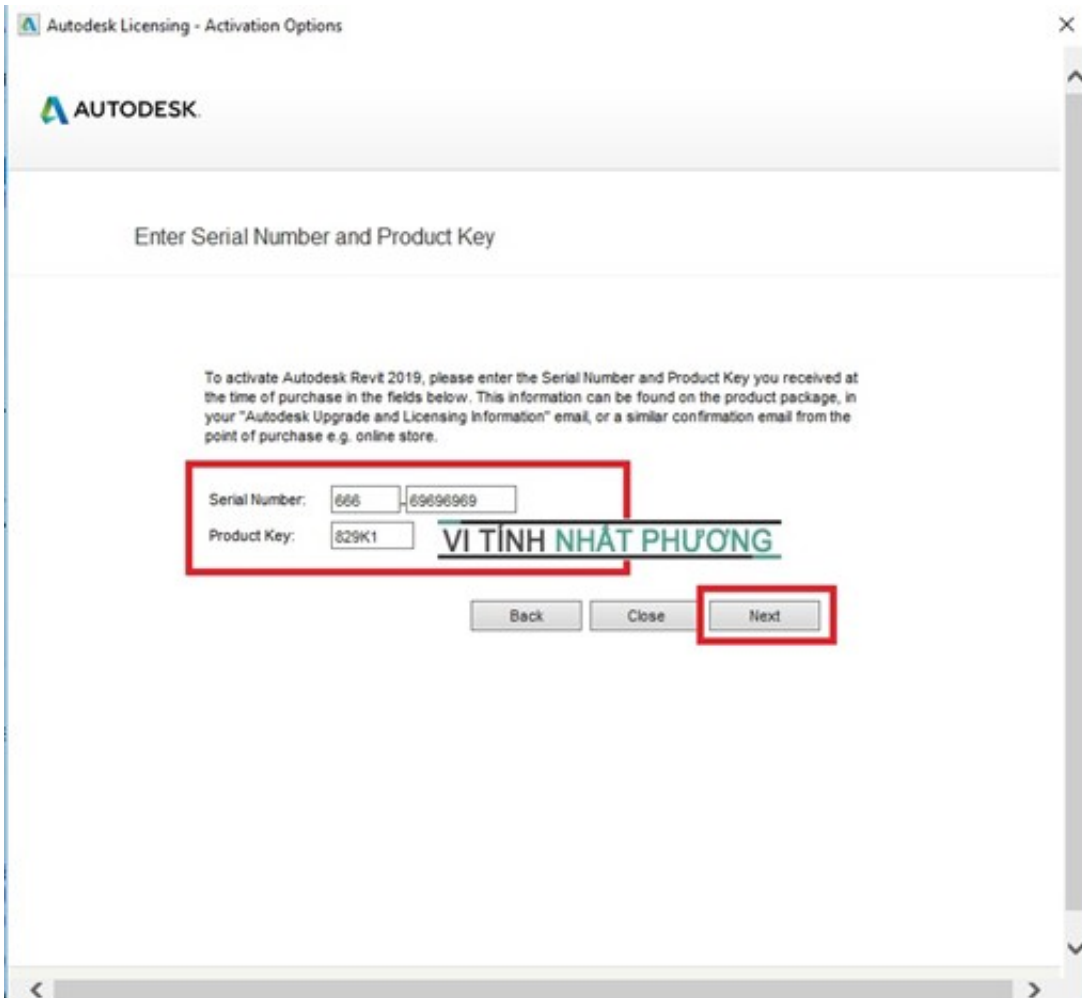 Autodesk Licensing - Activation Options
AUTODESK.
Enter Serial Number and Product Key
To activate Autodesk Revit 2019, please enter the Serial Number and Product Key you received at
the time of purchase in the fields below. This information can be found on the product package, in
your "Autodesk Upgrade and Licensing Information" email, or a similar confirmation email from the
point of purchase e.g. online store.
Serial Number: 666 - 69696969
Product Key: 829K1
VI TÍNH NHẤT PHƯƠNG
Back Close Next